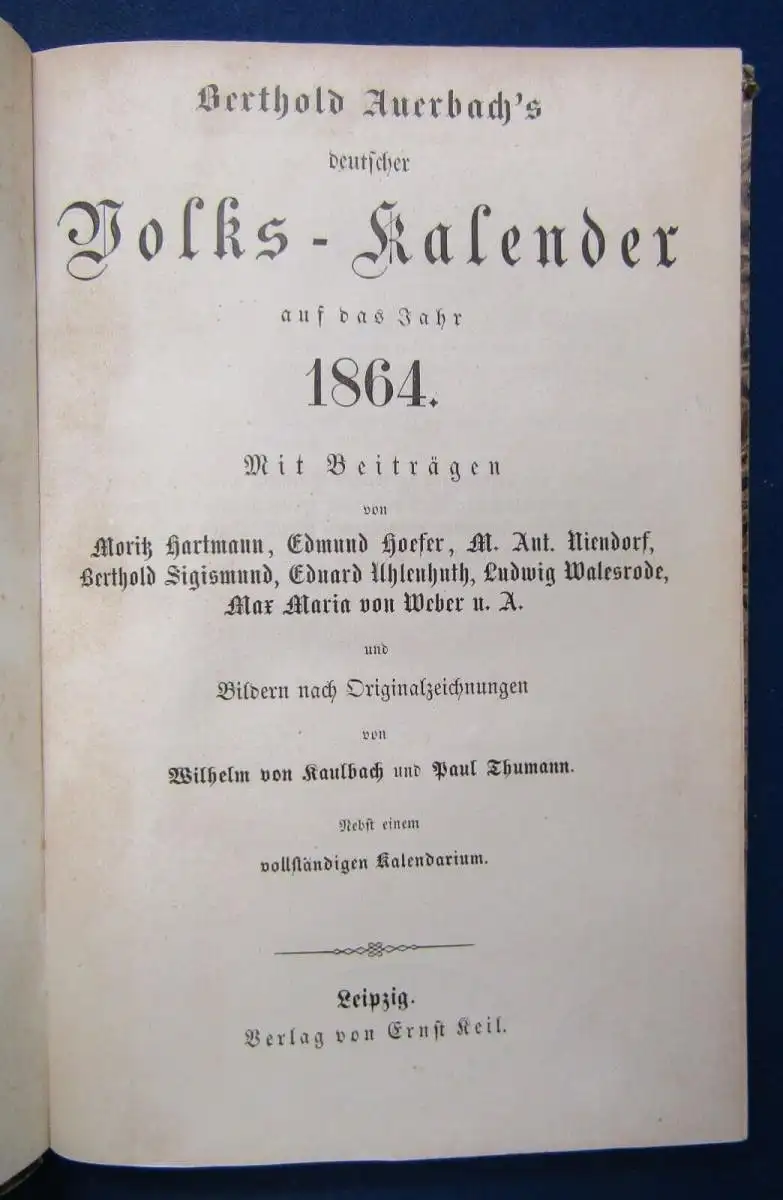 Berthold Auerbach's
deutscher
Volks-Kalender
auf das Jahr
1864.
Mit Beiträgen
von
Moritz Hartmann, Edmund Hoefer, M. Ant. Niendorf,
Berthold Sigismund, Eduard Uhlenhuth, Ludwig Walesrode,
Max Maria von Weber u. A.
und
Bildern nach Originalzeichnungen
von
Wilhelm von Kaulbach und Paul Thumann.
Nebst einem
vollständigen Kalendarium.
Leipzig.
Verlag von Ernst Keil.